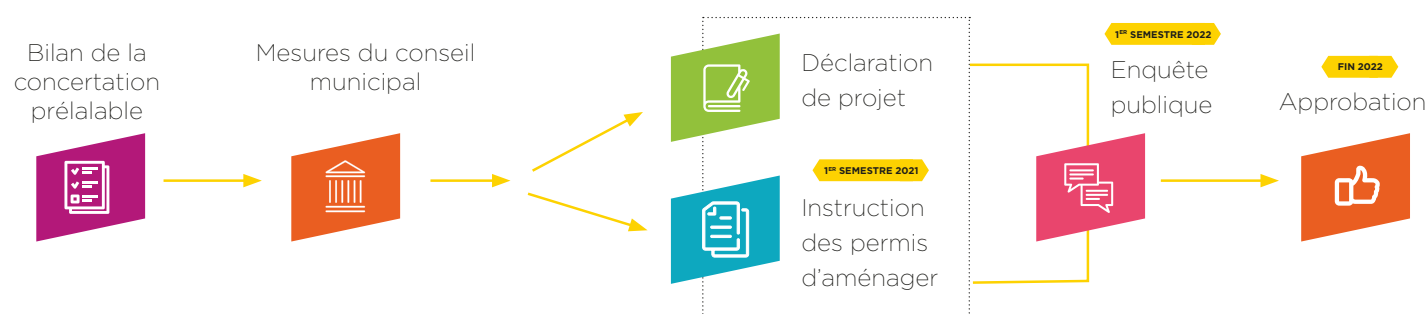 Bilan de la
concertation
prélalable
Mesures du conseil
municipal
Déclaration
de projet
1ER SEMESTRE 2021
Instruction
des permis
d'aménager
1ER SEMESTRE 2022
Enquête
publique
FIN 2022
Approbation